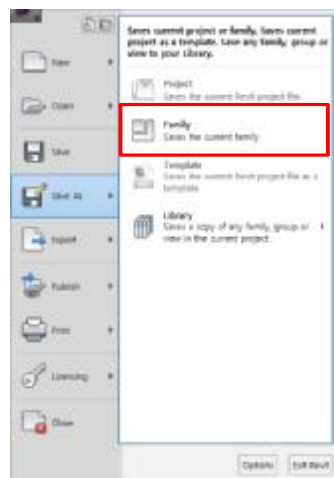 Saves current project or family. Saves current
project as a template. Save any family, group or
view to your Library.
New
Open
Save
Save As
Export
Publish
Print
Licensing
Close
Project
Saves the current Revit project file.
Family
Saves the current family.
Template
Saves the current Revit project file as a
template.
Library
Saves a copy of any family, group or
view in the current project.
Options
Exit Revit